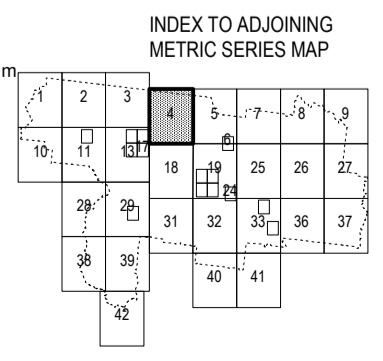 INDEX TO ADJOINING
METRIC SERIES MAP
m
1 2 3 4 5 7 8 9
6
10 11 13 17 18 19 25 26 27
24
28 29 31 32 33 36 37
38 39 40 41
42